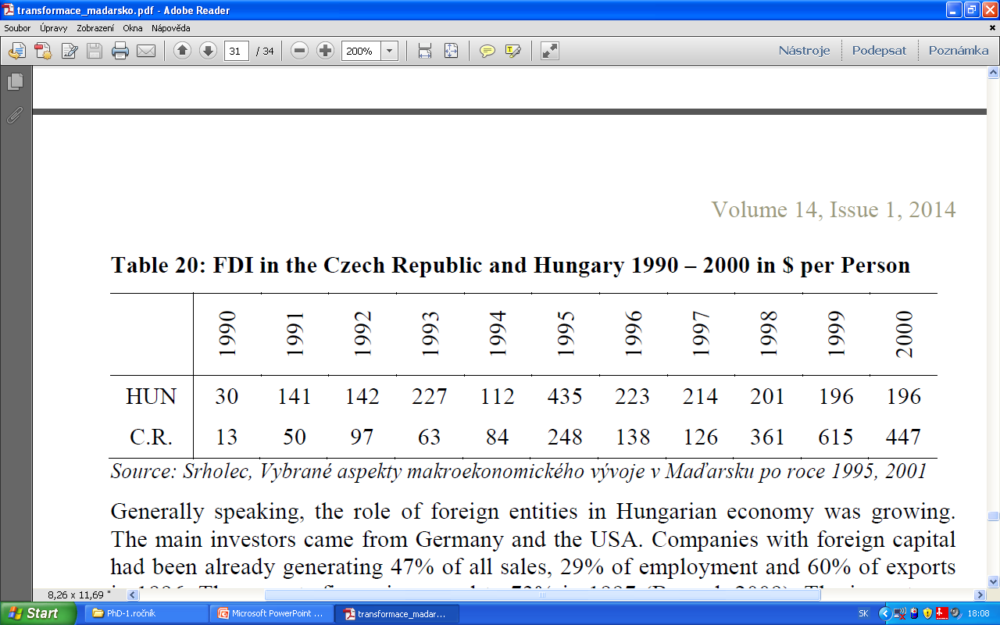 transformace_madarsko.pdf - Adobe Reader
Soubor Úpravy Zobrazení Okna Nápověda
31 / 34 200% Nástroje Podepsat Poznámka
Volume 14, Issue 1, 2014
Table 20: FDI in the Czech Republic and Hungary 1990 – 2000 in $ per Person
1990 1991 1992 1993 1994 1995 1996 1997 1998 1999 2000
HUN 30 141 142 227 112 435 223 214 201 196 196
C.R. 13 50 97 63 84 248 138 126 361 615 447
Source: Srholec, Vybrané aspekty makroekonomického vývoje v Maďarsku po roce 1995, 2001
Generally speaking, the role of foreign entities in Hungarian economy was growing.
The main investors came from Germany and the USA. Companies with foreign capital
had been already generating 47% of all sales, 29% of employment and 60% of exports
8,26 x 11,69 "
Start PhD-1.ročník Microsoft PowerPoint ... transformace_madar... SK 18:08